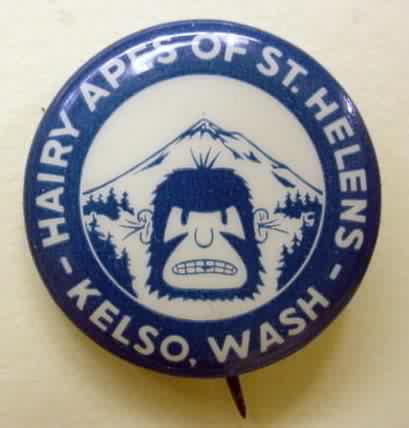 HAIRY APES OF ST. HELENS
- KELSO, WASH -